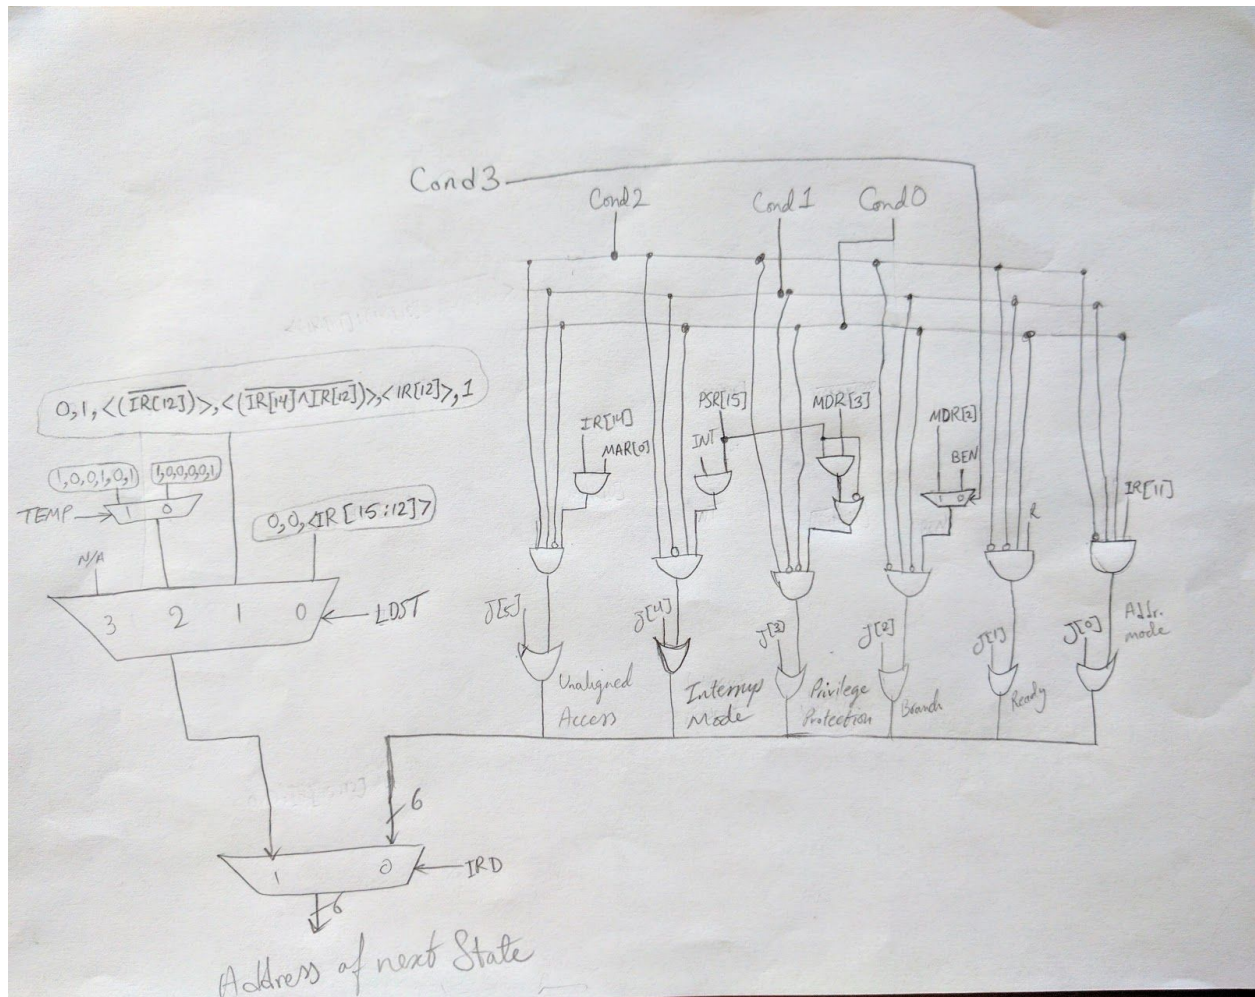 Cond3
Cond2
Cond1
Cond0
0,1,<(\overline{IR[12]})>,<(\overline{IR[14]∧IR[12]})>,<IR[12]>,1
IR[14]
MAR[0]
PSR[15]
INT
MDR[3]
MDR[2]
BEN
R
IR[11]
1,0,0,1,0,1
1,0,0,0,0,1
TEMP
1 0
1 0
0,0,<IR[15:12]>
N/A
3 2 1 0
LDST
J[5]
J[4]
J[3]
J[2]
J[1]
J[0]
Addr.
mode
Unaligned
Access
Interrup
Mode
Privilege
Protection
Branch
Ready
6
1 0
IRD
6
Address of next State